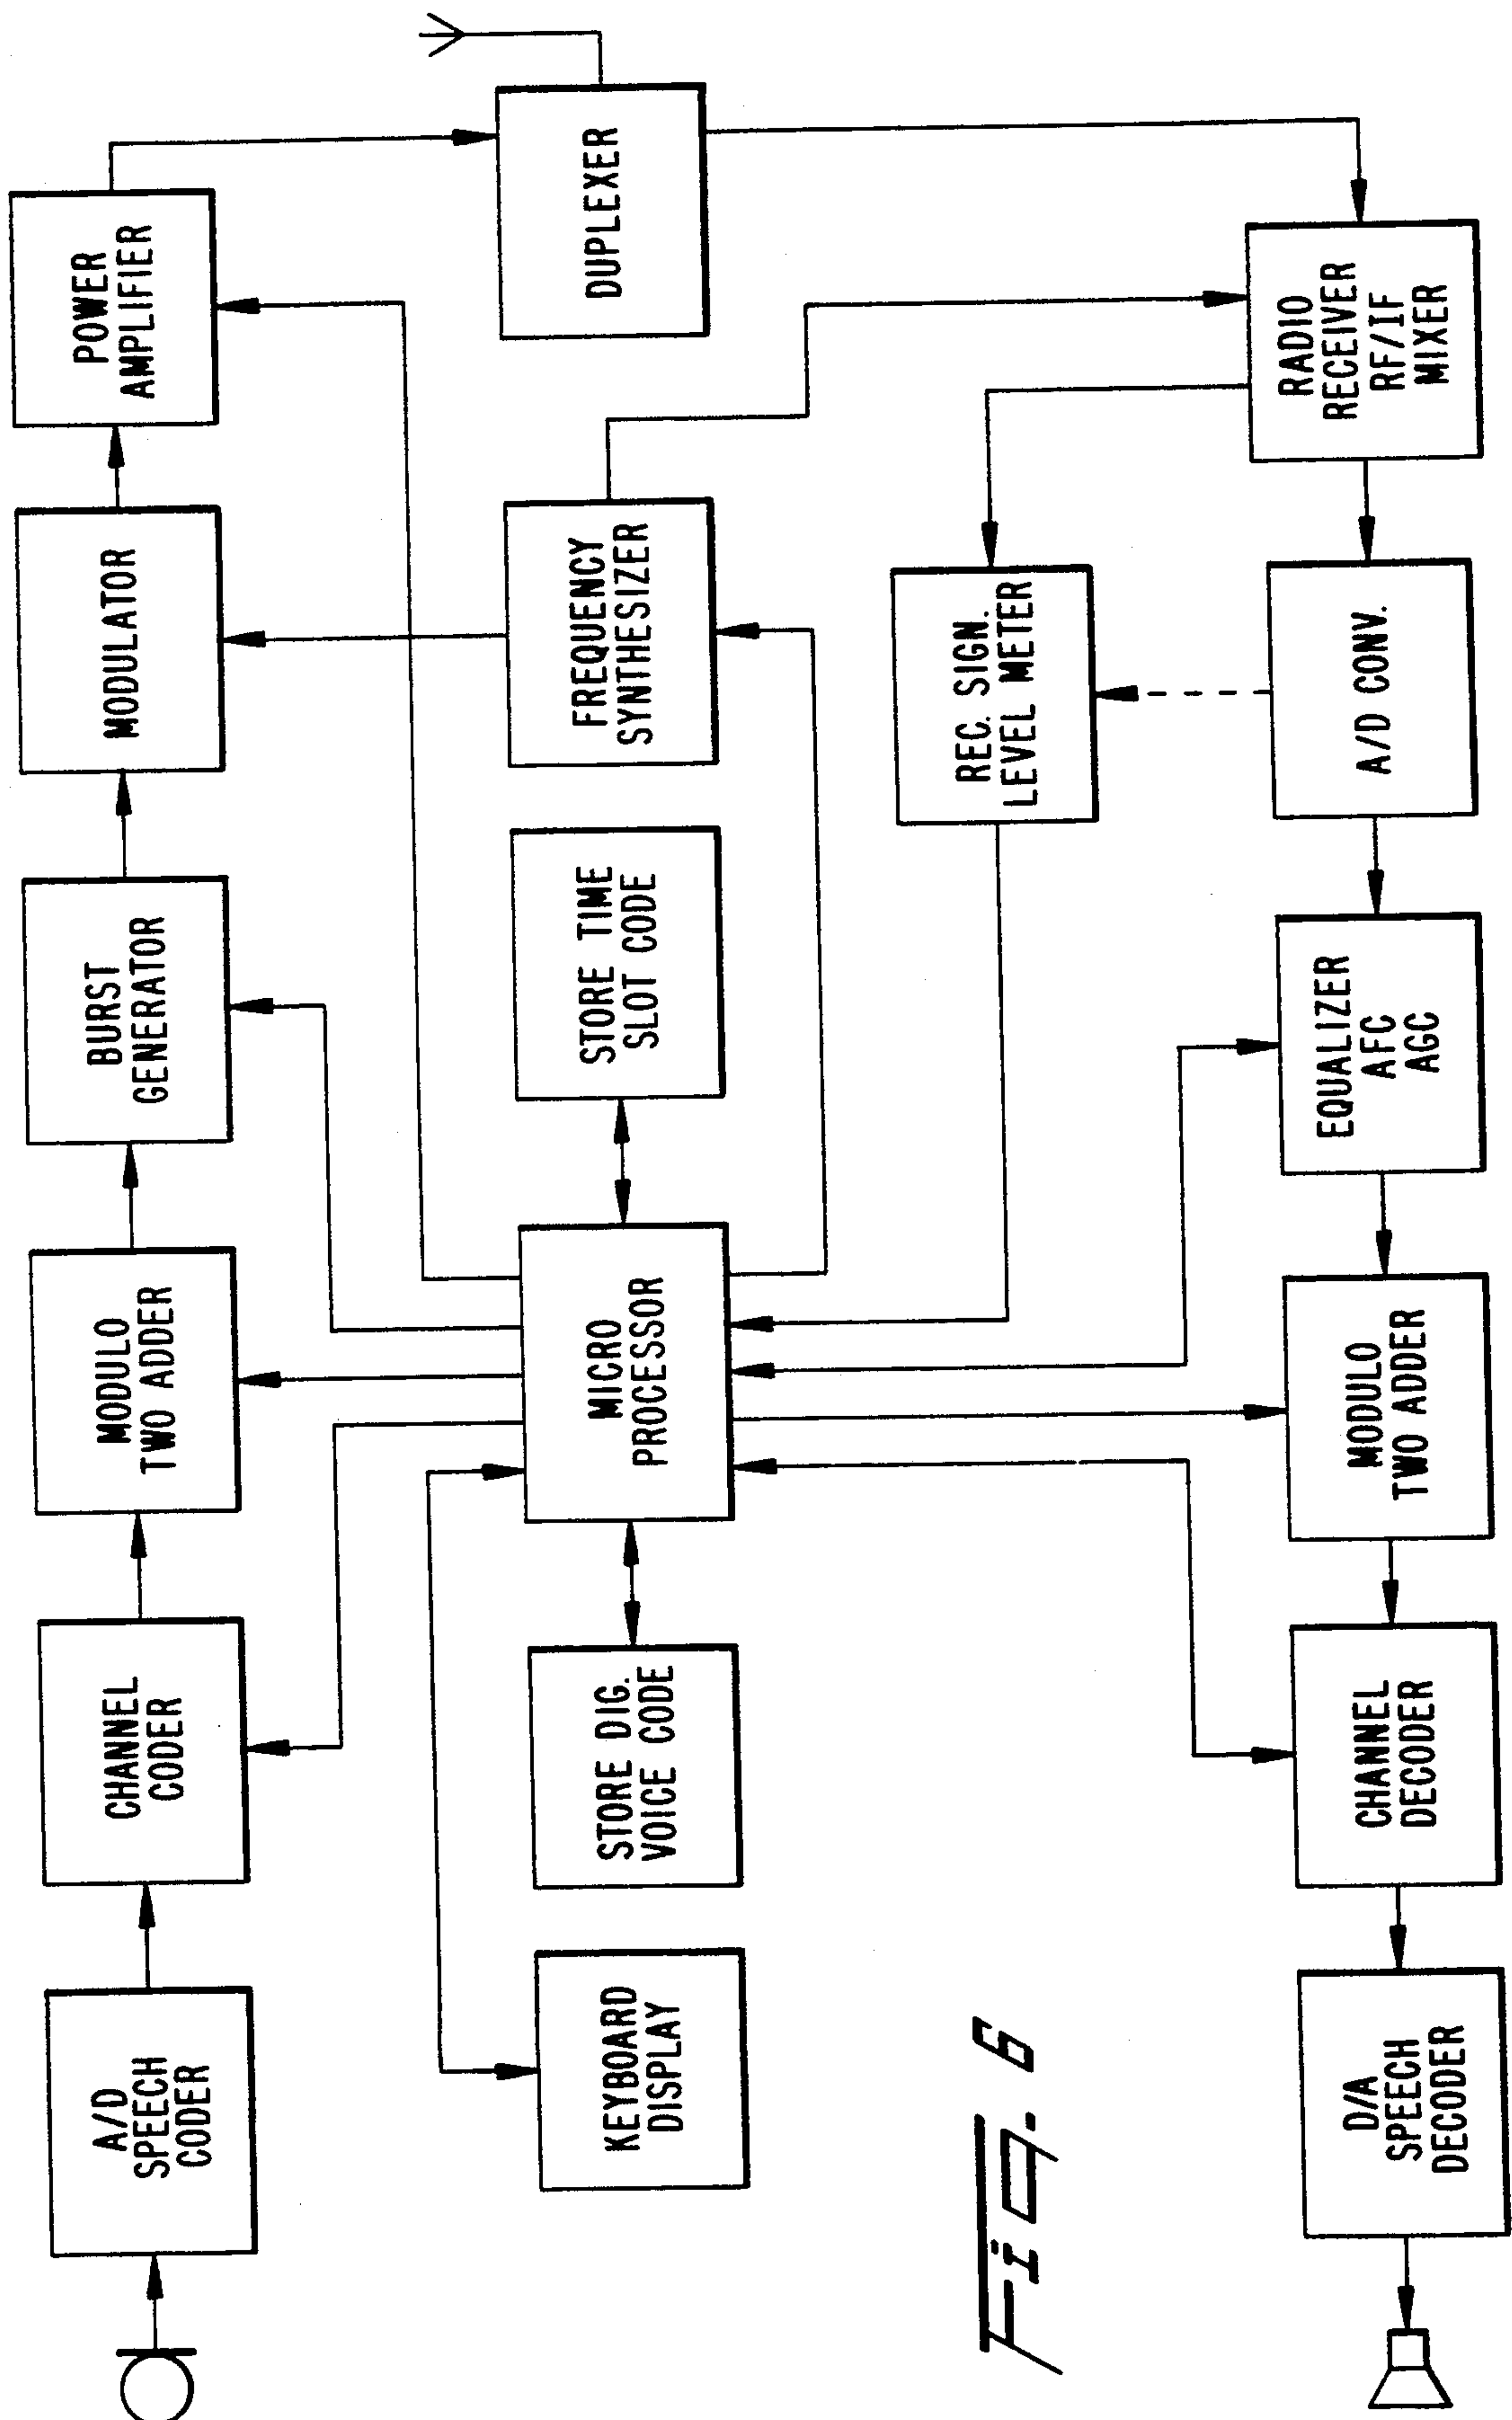 A/D
SPEECH
CODER
CHANNEL
CODER
MODULO
TWO ADDER
BURST
GENERATOR
MODULATOR
POWER
AMPLIFIER
KEYBOARD
DISPLAY
STORE DIG.
VOICE CODE
MICRO
PROCESSOR
STORE TIME
SLOT CODE
FREQUENCY
SYNTHESIZER
DUPLEXER
REC. SIGN.
LEVEL METER
D/A
SPEECH
DECODER
CHANNEL
DECODER
MODULO
TWO ADDER
EQUALIZER
AFC
AGC
A/D CONV.
RADIO
RECEIVER
RF/IF
MIXER
Fig. 6